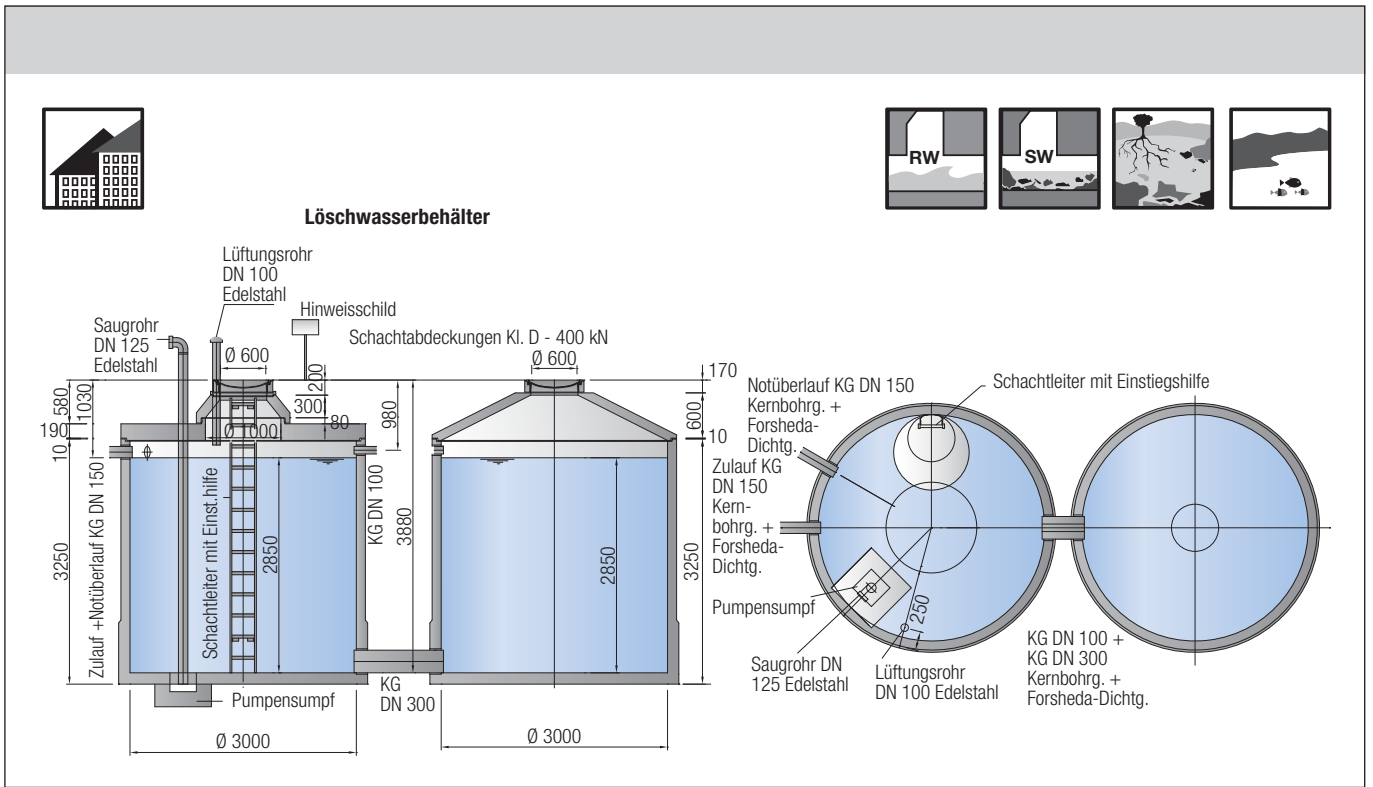 RW
SW
Löschwasserbehälter
Lüftungsrohr
DN 100
Edelstahl
Hinweisschild
Saugrohr
DN 125
Edelstahl
Schachtabdeckungen Kl. D - 400 kN
Ø 600
Ø 600
200
300
80
Ø 1000
580
1030
190
10
980
170
600
10
Zulauf +Notüberlauf KG DN 150
Schachtleiter mit Einst.hilfe
KG DN 100
3880
3250
2850
2850
3250
Pumpensumpf
KG
DN 300
Ø 3000
Ø 3000
Notüberlauf KG DN 150
Kernbohrg. +
Forsheda-
Dichtg.
Schachtleiter mit Einstiegshilfe
Zulauf KG
DN 150
Kern-
bohrg. +
Forsheda-
Dichtg.
Pumpensumpf
250
Saugrohr DN
125 Edelstahl
Lüftungsrohr
DN 100 Edelstahl
KG DN 100 +
KG DN 300
Kernbohrg. +
Forsheda-Dichtg.